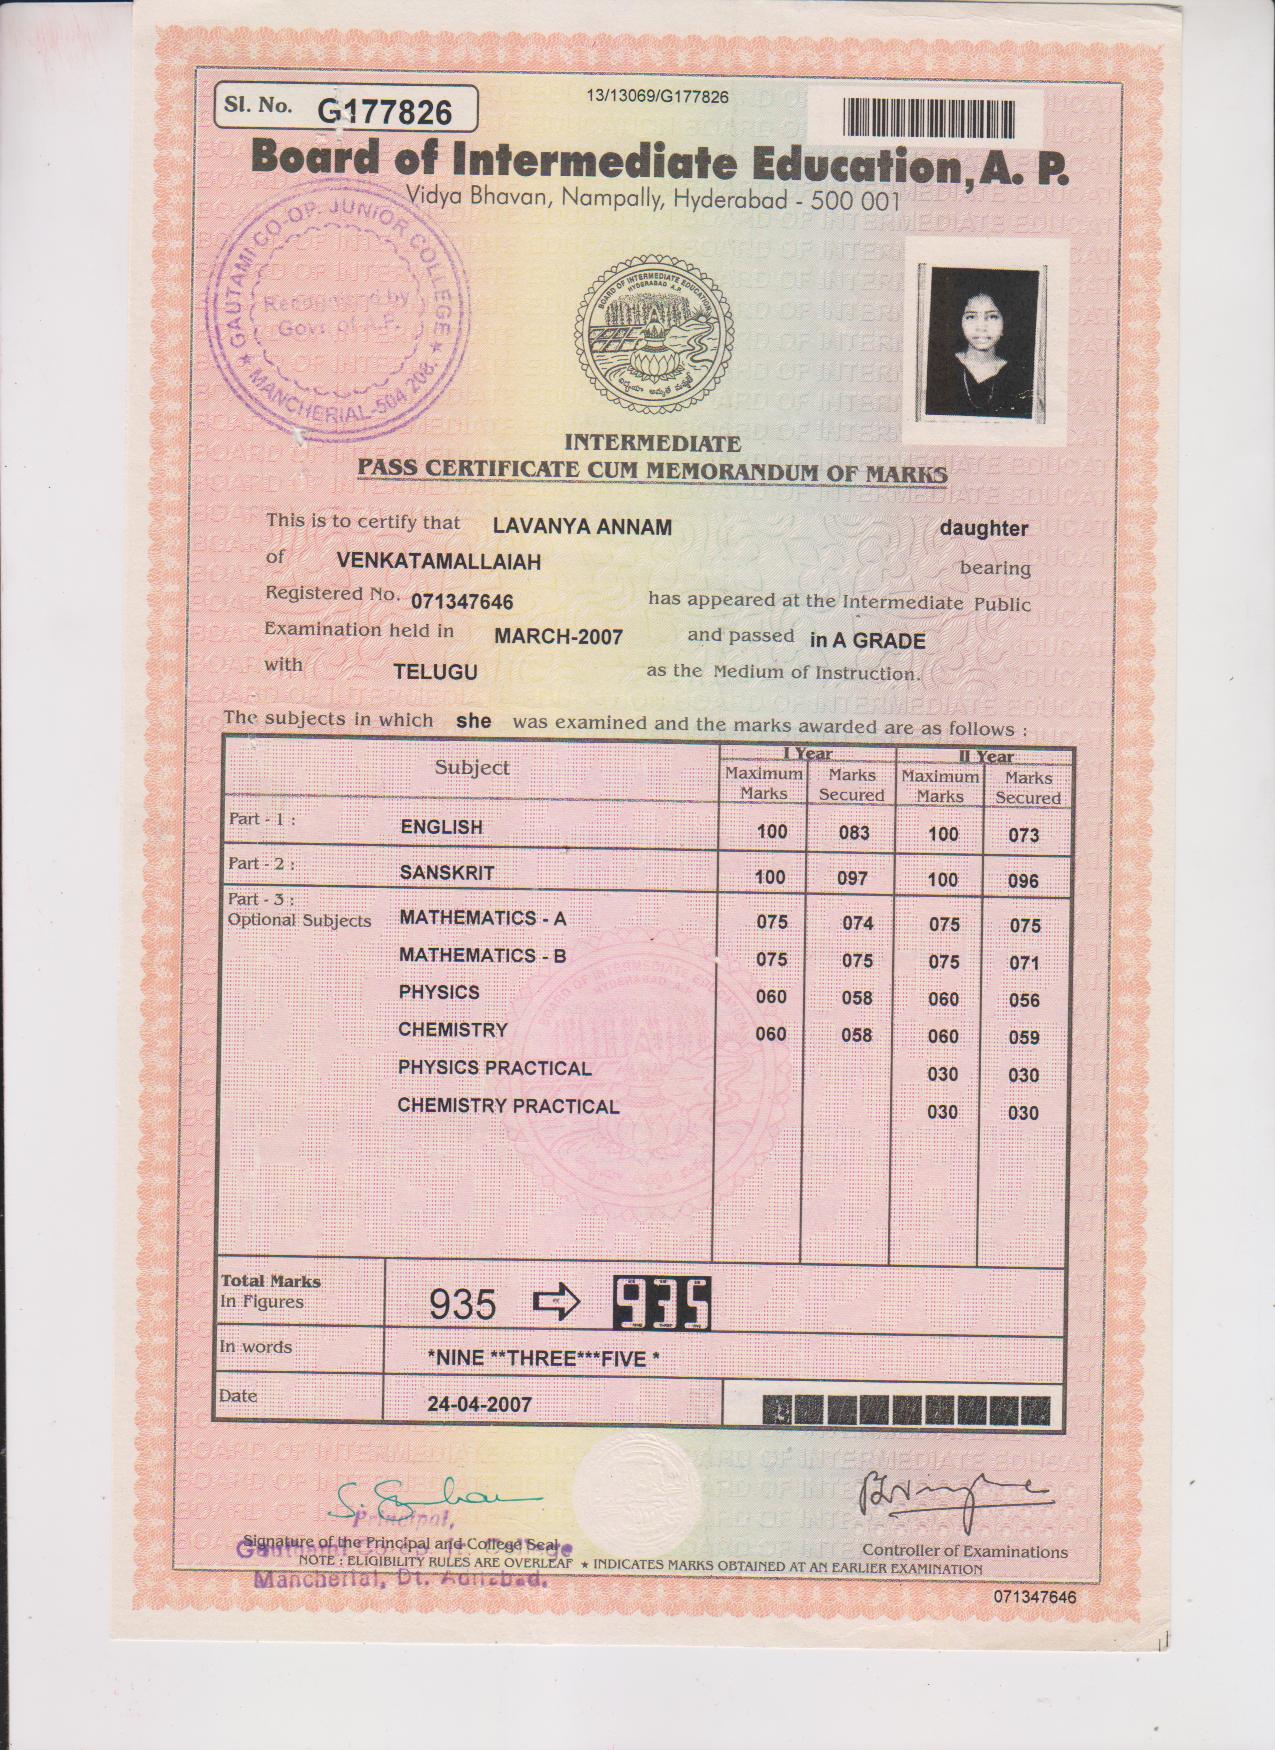 Sl. No. G177826
13/13069/G177826
Board of Intermediate Education, A. P.
Vidya Bhavan, Nampally, Hyderabad - 500 001
GAUTAMI CO-OP. JUNIOR COLLEGE
Recognised by
Govt of A.P.
★ MANCHERIAL-504 208. ★
BOARD OF INTERMEDIATE EDUCATION
HYDERABAD A.P
INTERMEDIATE
PASS CERTIFICATE CUM MEMORANDUM OF MARKS
This is to certify that LAVANYA ANNAM daughter
of VENKATAMALLAIAH bearing
Registered No. 071347646 has appeared at the Intermediate Public
Examination held in MARCH-2007 and passed in A GRADE
with TELUGU as the Medium of Instruction.
The subjects in which she was examined and the marks awarded are as follows :
Subject I Year II Year
Maximum Marks Marks Secured Maximum Marks Marks Secured
Part - 1 : ENGLISH 100 083 100 073
Part - 2 : SANSKRIT 100 097 100 096
Part - 3 :
Optional Subjects MATHEMATICS - A 075 074 075 075
MATHEMATICS - B 075 075 075 071
PHYSICS 060 058 060 056
CHEMISTRY 060 058 060 059
PHYSICS PRACTICAL 030 030
CHEMISTRY PRACTICAL 030 030
Total Marks
In Figures 935 935
In words *NINE **THREE***FIVE *
Date 24-04-2007
Principal,
Signature of the Principal and College Seal
Controller of Examinations
NOTE : ELIGIBILITY RULES ARE OVERLEAF ★ INDICATES MARKS OBTAINED AT AN EARLIER EXAMINATION
Mancherial, Dt. Adilabad.
071347646